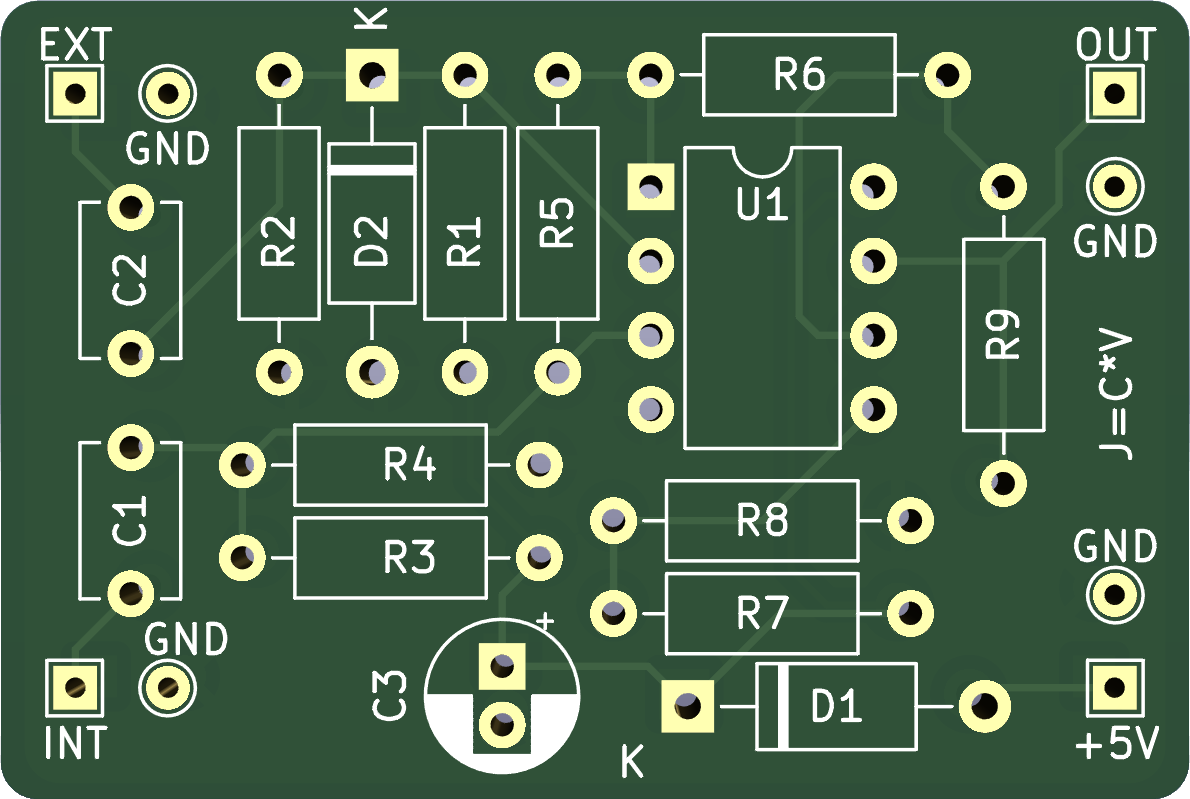 K
EXT
OUT
R6
GND
U1
R2
D2
R1
R5
GND
C2
R9
J=C*V
R4
C1
R8
R3
GND
R7
+
GND
C3
D1
INT
+5V
K